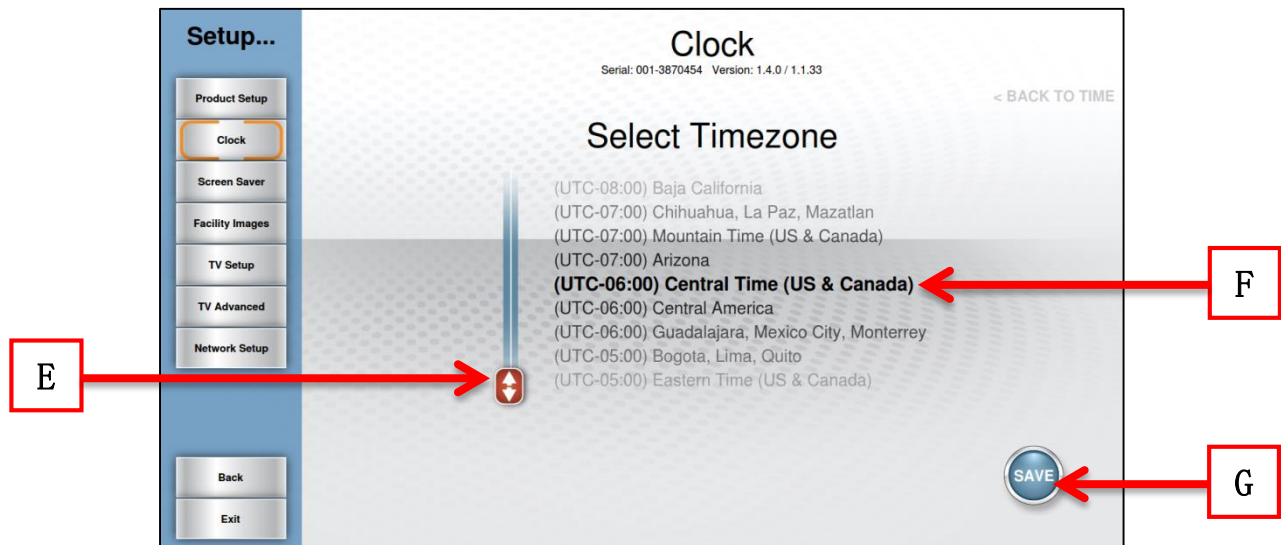 Setup...
Product Setup
Clock
Screen Saver
Facility Images
TV Setup
TV Advanced
Network Setup
Back
Exit
Clock
Serial: 001-3870454 Version: 1.4.0 / 1.1.33
< BACK TO TIME
Select Timezone
(UTC-08:00) Baja California
(UTC-07:00) Chihuahua, La Paz, Mazatlan
(UTC-07:00) Mountain Time (US & Canada)
(UTC-07:00) Arizona
(UTC-06:00) Central Time (US & Canada)
(UTC-06:00) Central America
(UTC-06:00) Guadalajara, Mexico City, Monterrey
(UTC-05:00) Bogota, Lima, Quito
(UTC-05:00) Eastern Time (US & Canada)
SAVE
E
F
G